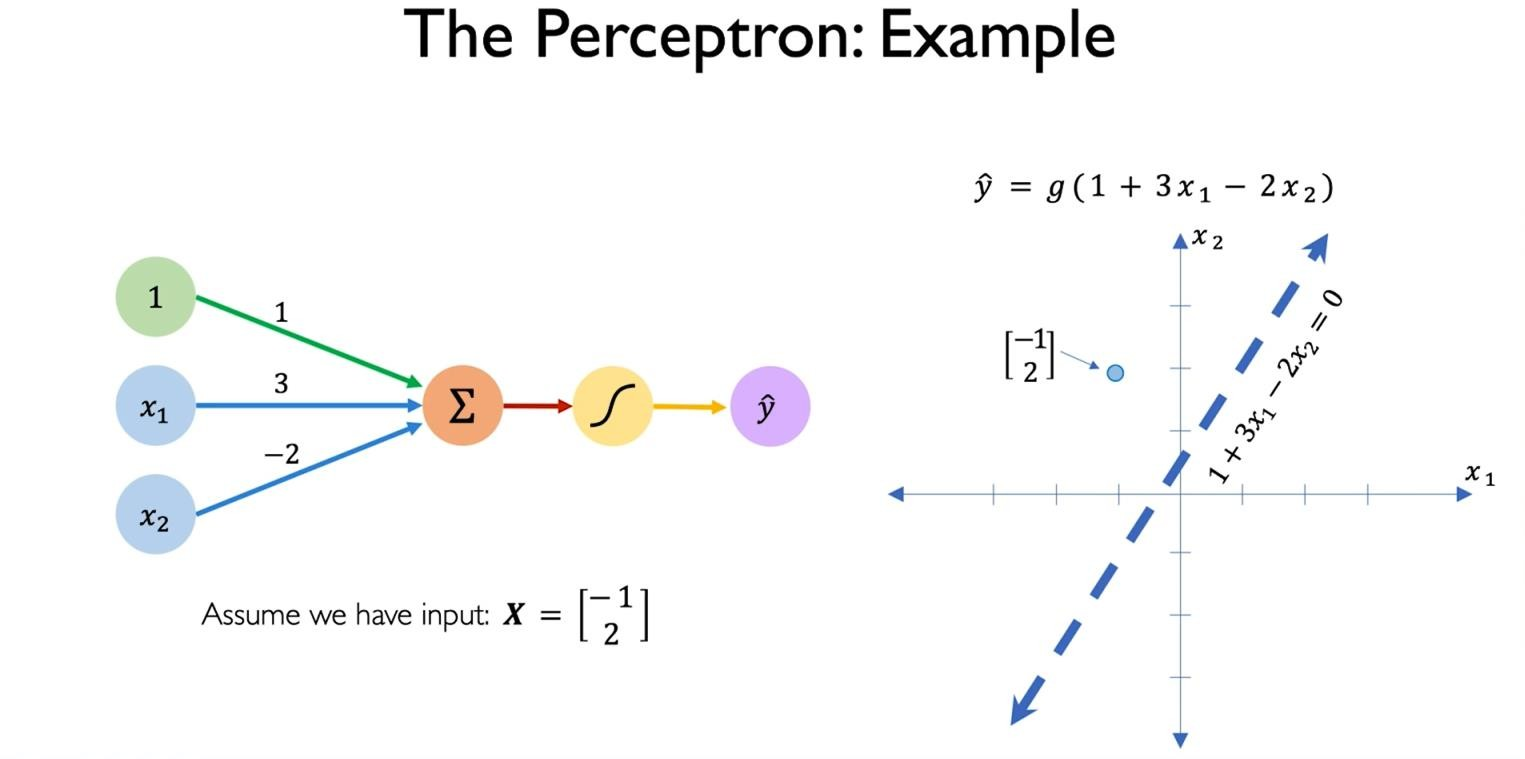 The Perceptron: Example
1
x₁
x₂
1
3
−2
Σ
∫
ŷ
Assume we have input: X = [−1
2]
ŷ = g(1 + 3x₁ − 2x₂)
x₂
[−1
2]
1 + 3x₁ − 2x₂ = 0
x₁